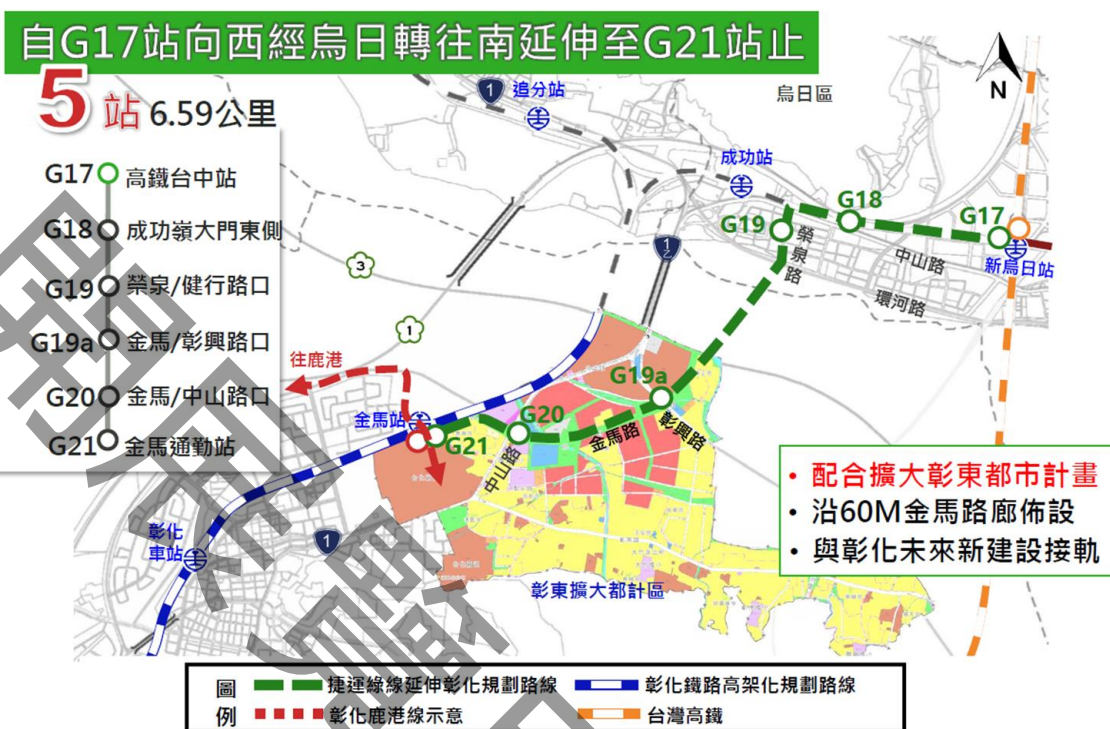 自G17站向西經烏日轉往南延伸至G21站止
5站 6.59公里
G17 高鐵台中站
G18 成功嶺大門東側
G19 榮泉/健行路口
G19a 金馬/彰興路口
G20 金馬/中山路口
G21 金馬通勤站
1
追分站
烏日區
N
成功站
G19
G18
G17
榮泉路
中山路
新烏日站
環河路
1乙
3
1
往鹿港
金馬站
G21
G20
G19a
金馬路
彰興路
中山路
彰化
車站
1
彰東擴大都計區
• 配合擴大彰東都市計畫
• 沿60M金馬路廊佈設
• 與彰化未來新建設接軌
圖例
捷運綠線延伸彰化規劃路線
彰化鐵路高架化規劃路線
彰化鹿港線示意
台灣高鐵